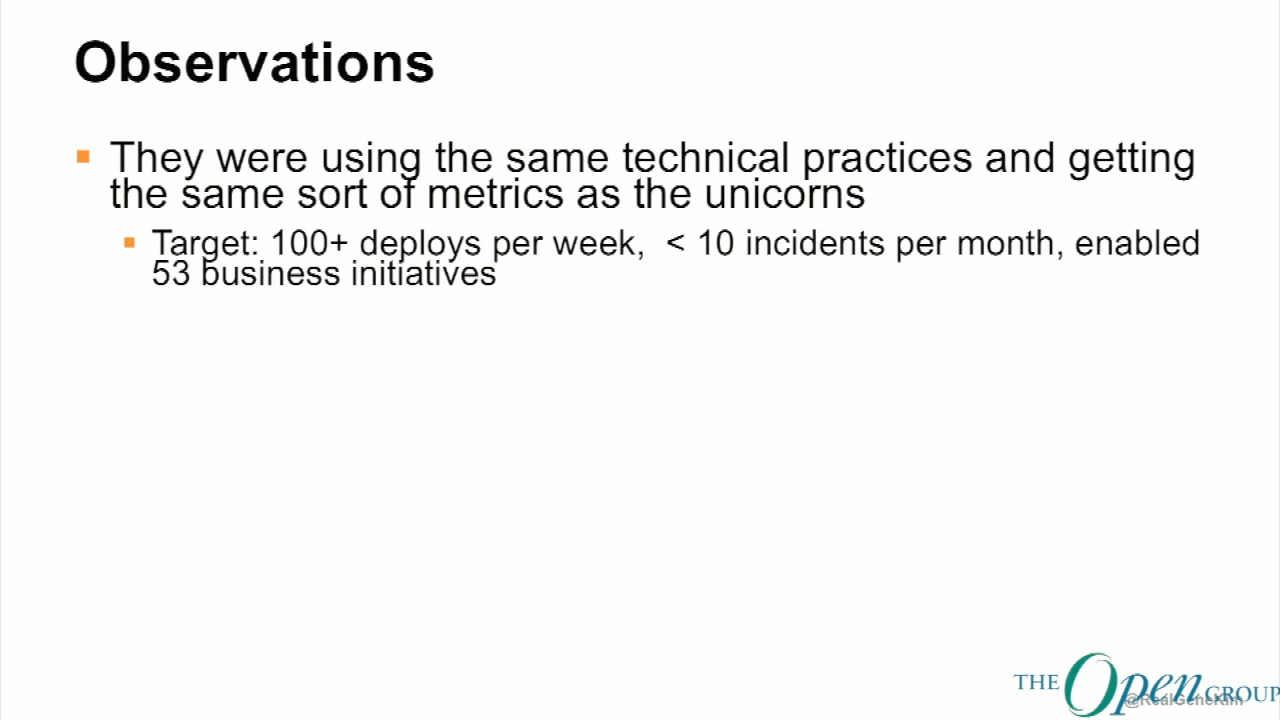 Observations
They were using the same technical practices and getting
the same sort of metrics as the unicorns
Target: 100+ deploys per week,  < 10 incidents per month, enabled
53 business initiatives
THE Open GROUP
@RealGeneKim